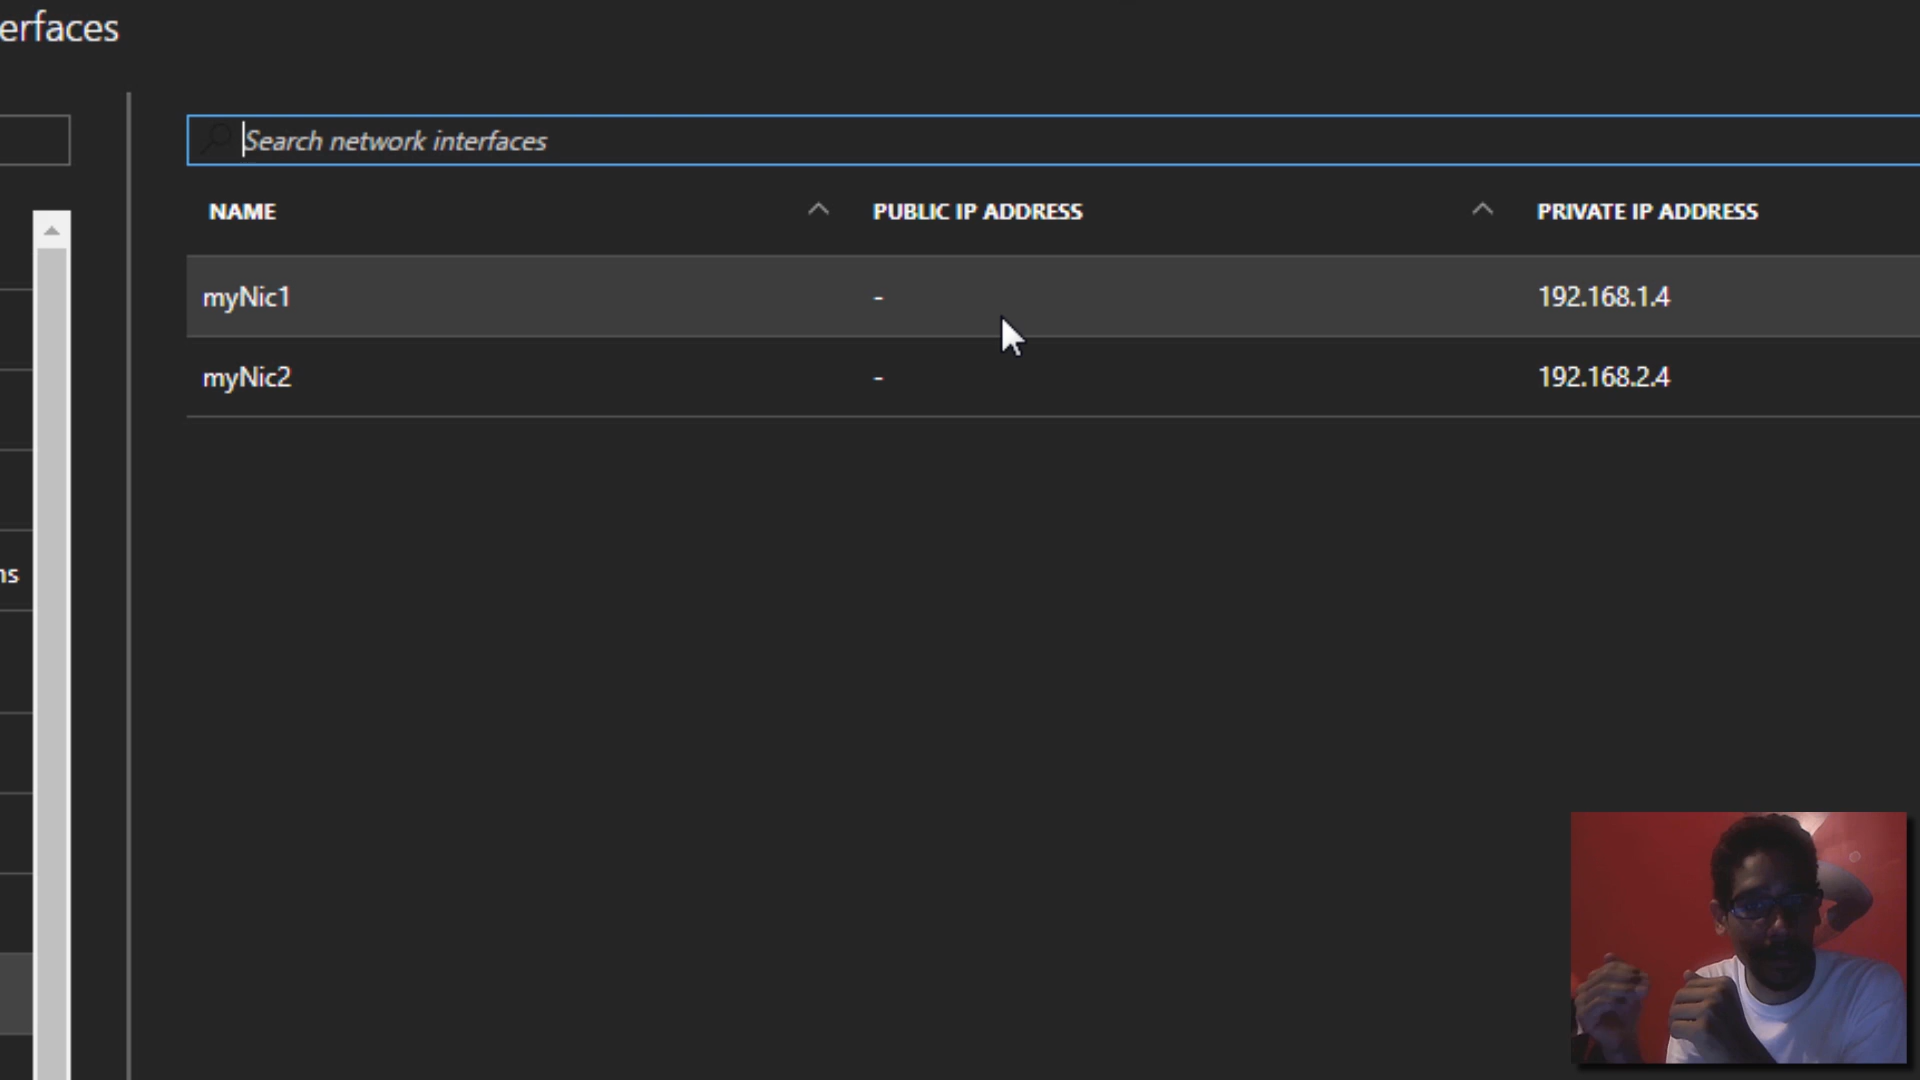 erfaces
Search network interfaces
NAME PUBLIC IP ADDRESS PRIVATE IP ADDRESS
myNic1 - 192.168.1.4
myNic2 - 192.168.2.4
ns